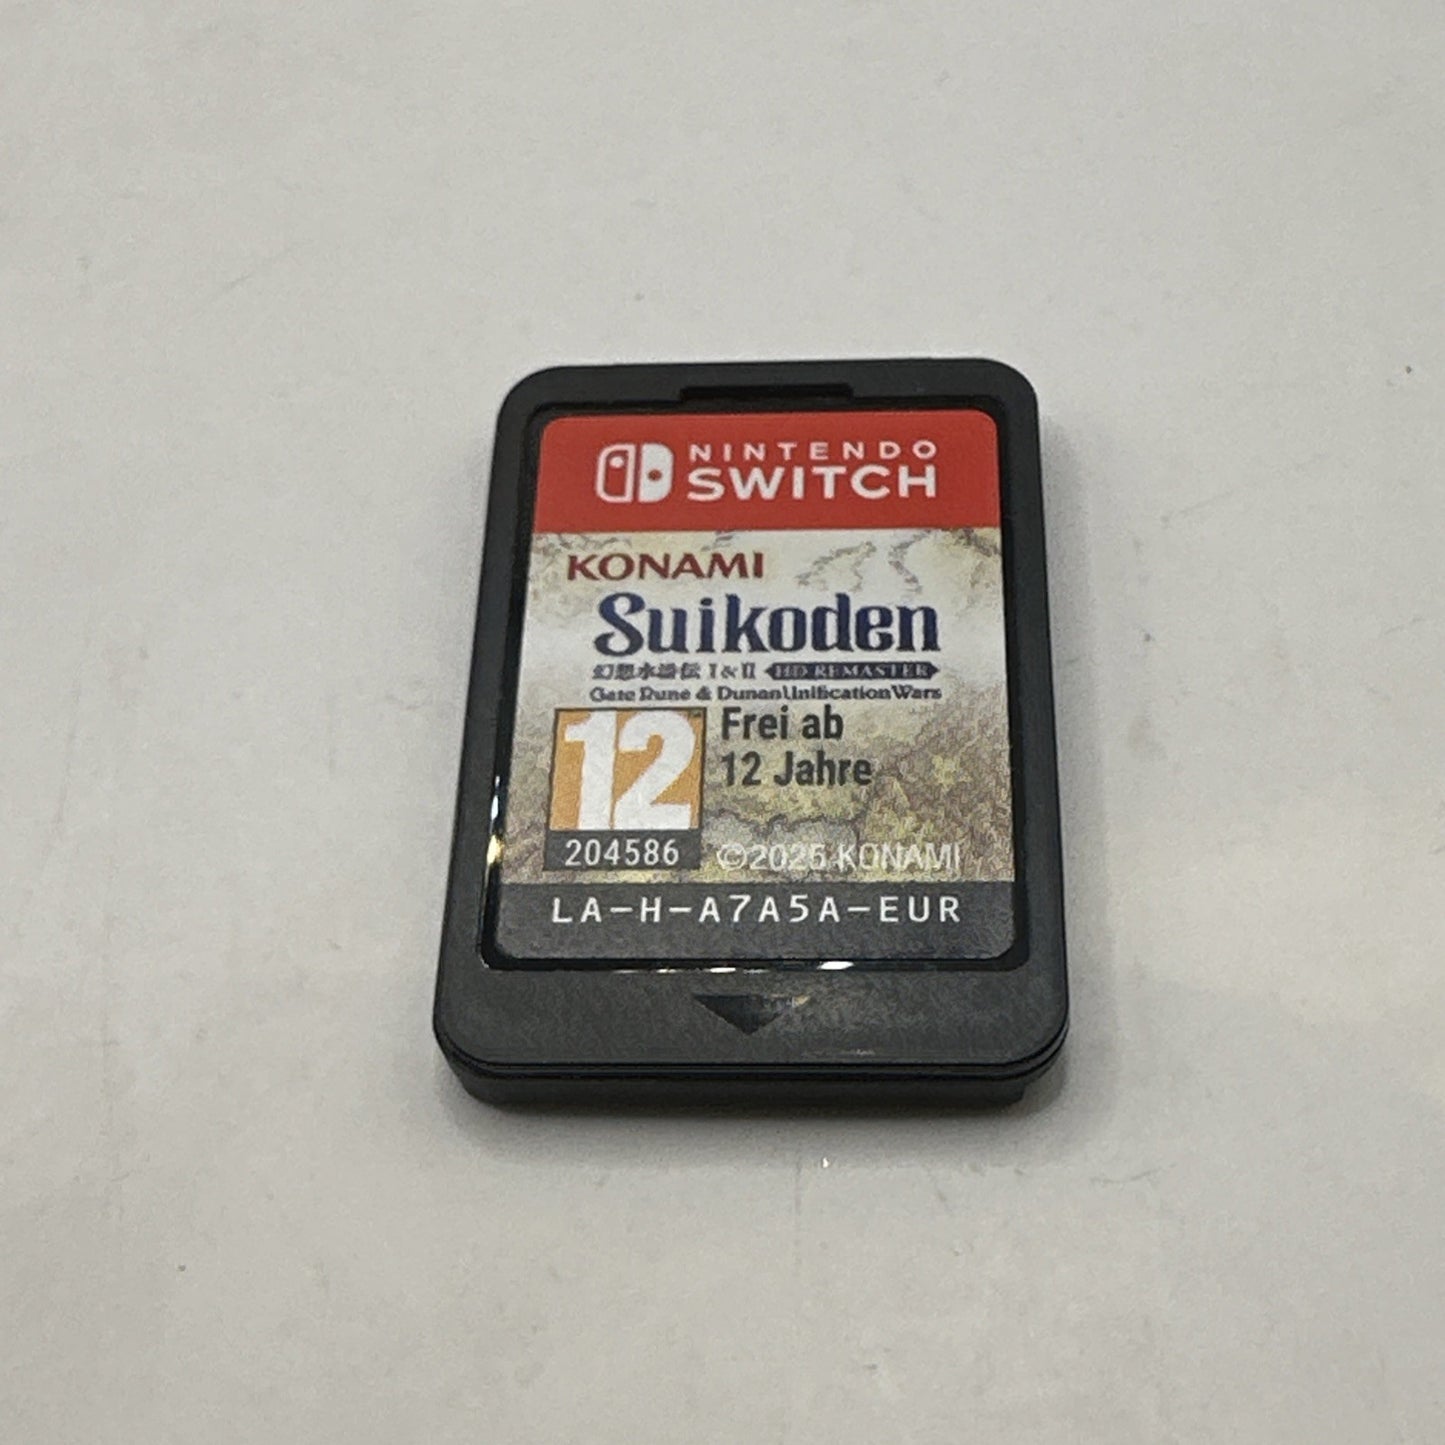 NINTENDO
SWITCH
KONAMI
Suikoden
幻想水滸伝 I&II HD REMASTER
Gate Rune & Dunan Unification Wars
12 Frei ab
12 Jahre
204586 ©2025 KONAMI
LA-H-A7A5A-EUR